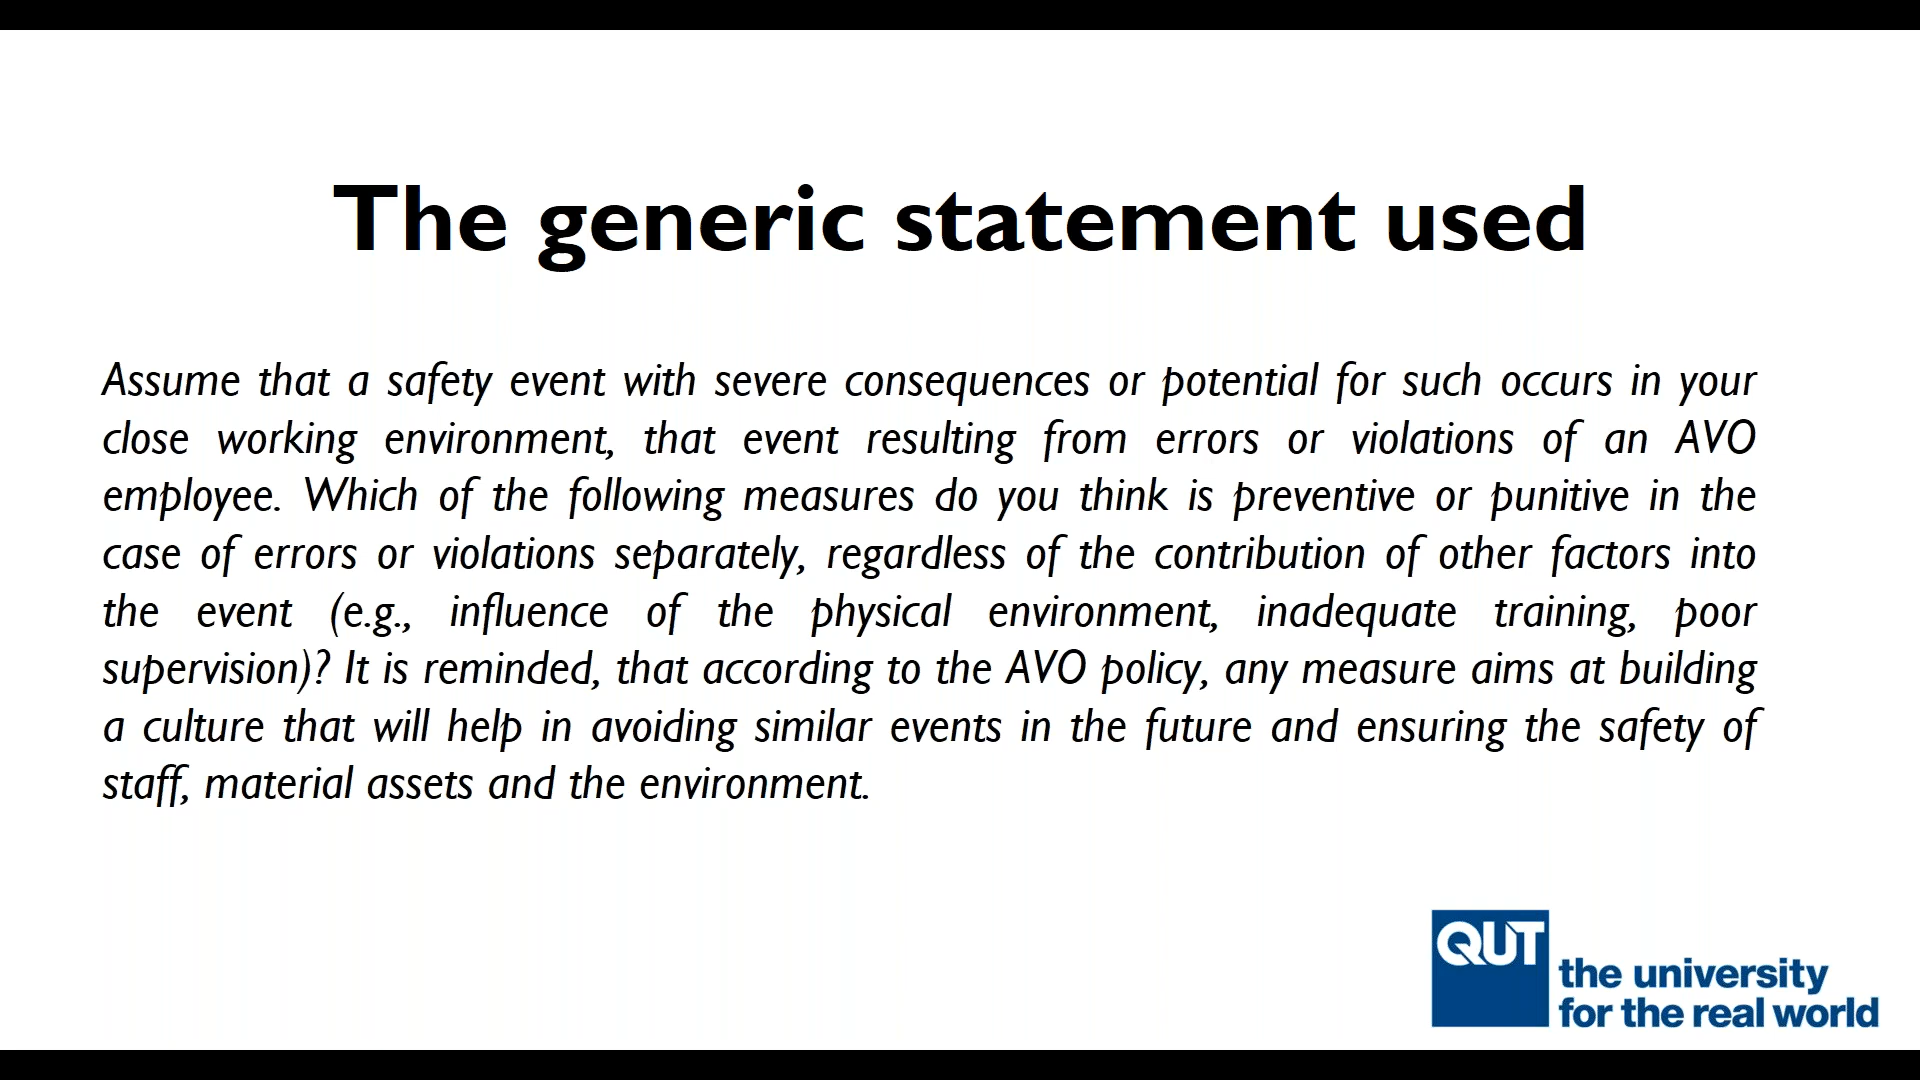 The generic statement used
Assume that a safety event with severe consequences or potential for such occurs in your
close working environment, that event resulting from errors or violations of an AVO
employee. Which of the following measures do you think is preventive or punitive in the
case of errors or violations separately, regardless of the contribution of other factors into
the event (e.g., influence of the physical environment, inadequate training, poor
supervision)? It is reminded, that according to the AVO policy, any measure aims at building
a culture that will help in avoiding similar events in the future and ensuring the safety of
staff, material assets and the environment.
QUT
the university
for the real world